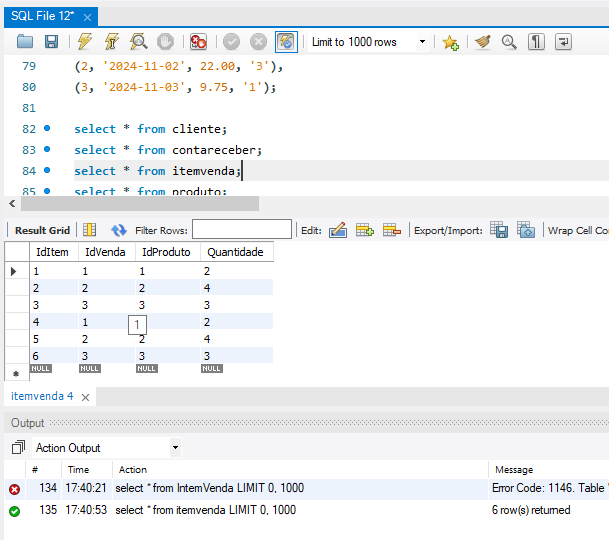 SQL File 12*
Limit to 1000 rows
79 (2, '2024-11-02', 22.00, '3'),
80 (3, '2024-11-03', 9.75, '1');
81
82 select * from cliente;
83 select * from contareceber;
84 select * from itemvenda;
85 select * from produto;
Result Grid Filter Rows: Edit: Export/Import: Wrap Cell Co
IdItem IdVenda IdProduto Quantidade
1 1 1 2
2 2 2 4
3 3 3 3
4 1 1 2
5 2 2 4
6 3 3 3
NULL NULL NULL NULL
itemvenda 4
Output
Action Output
# Time Action Message
134 17:40:21 select * from IntemVenda LIMIT 0, 1000 Error Code: 1146. Table '
135 17:40:53 select * from itemvenda LIMIT 0, 1000 6 row(s) returned